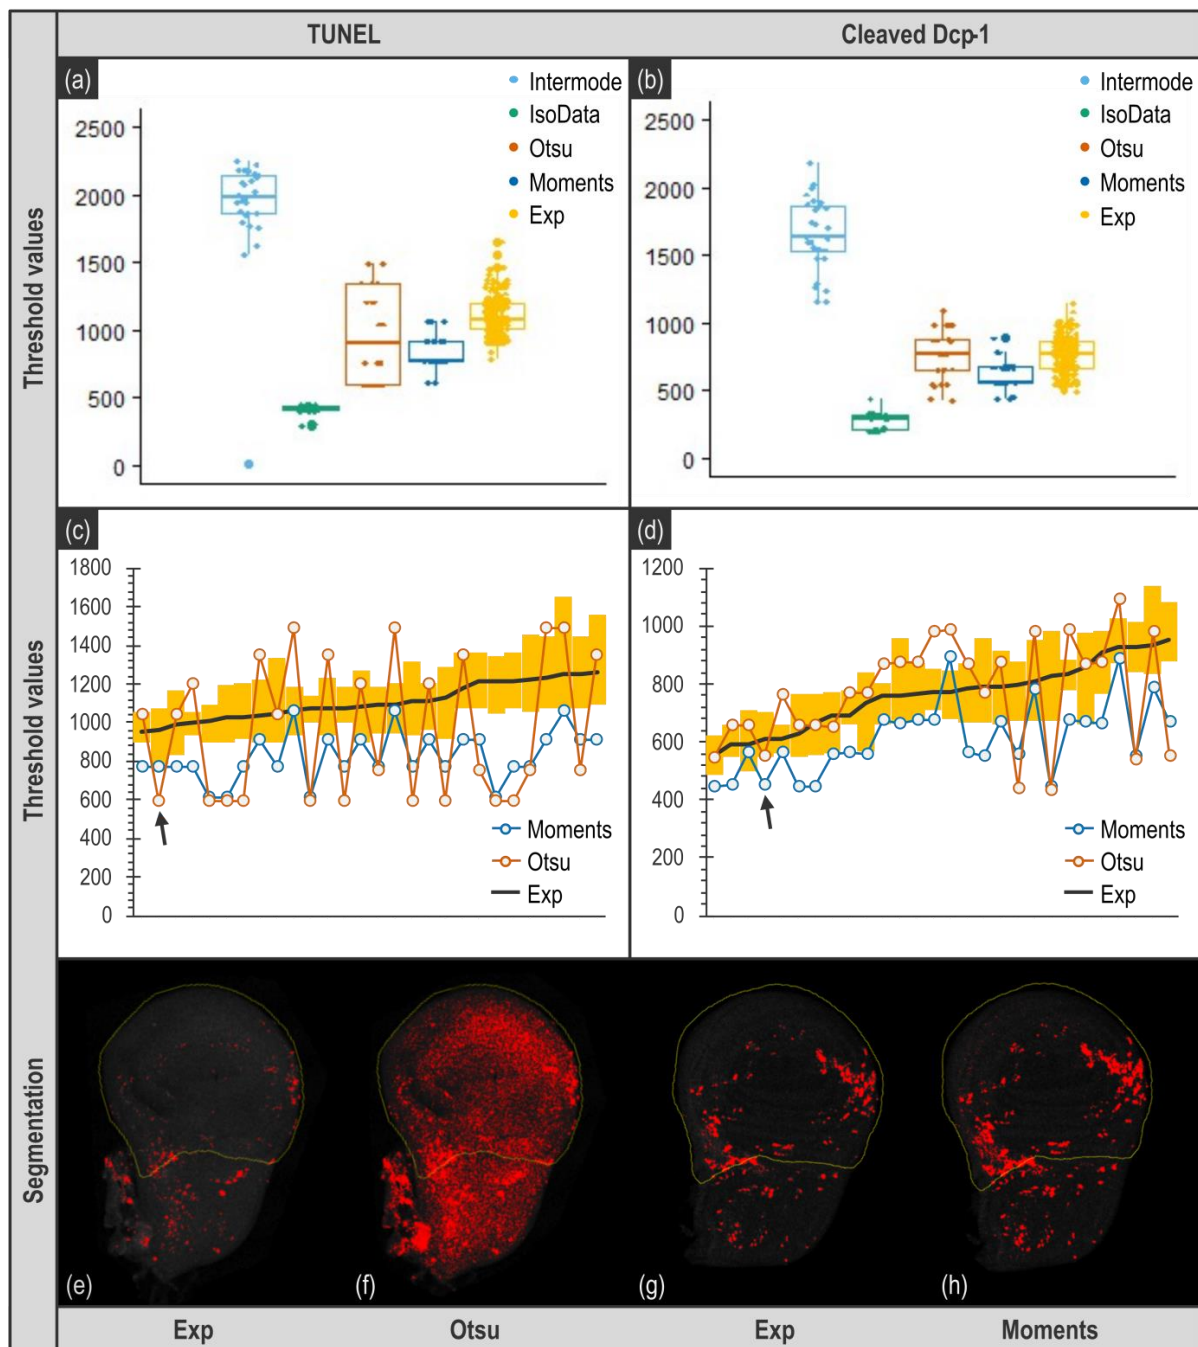 TUNEL
Cleaved Dcp-1
Threshold values
(a)
Intermode
IsoData
Otsu
Moments
Exp
2500
2000
1500
1000
500
0
(b)
Intermode
IsoData
Otsu
Moments
Exp
2500
2000
1500
1000
500
0
Threshold values
(c)
1800
1600
1400
1200
1000
800
600
400
200
0
Moments
Otsu
Exp
(d)
1200
1000
800
600
400
200
0
Moments
Otsu
Exp
Segmentation
(e)
(f)
(g)
(h)
Exp
Otsu
Exp
Moments